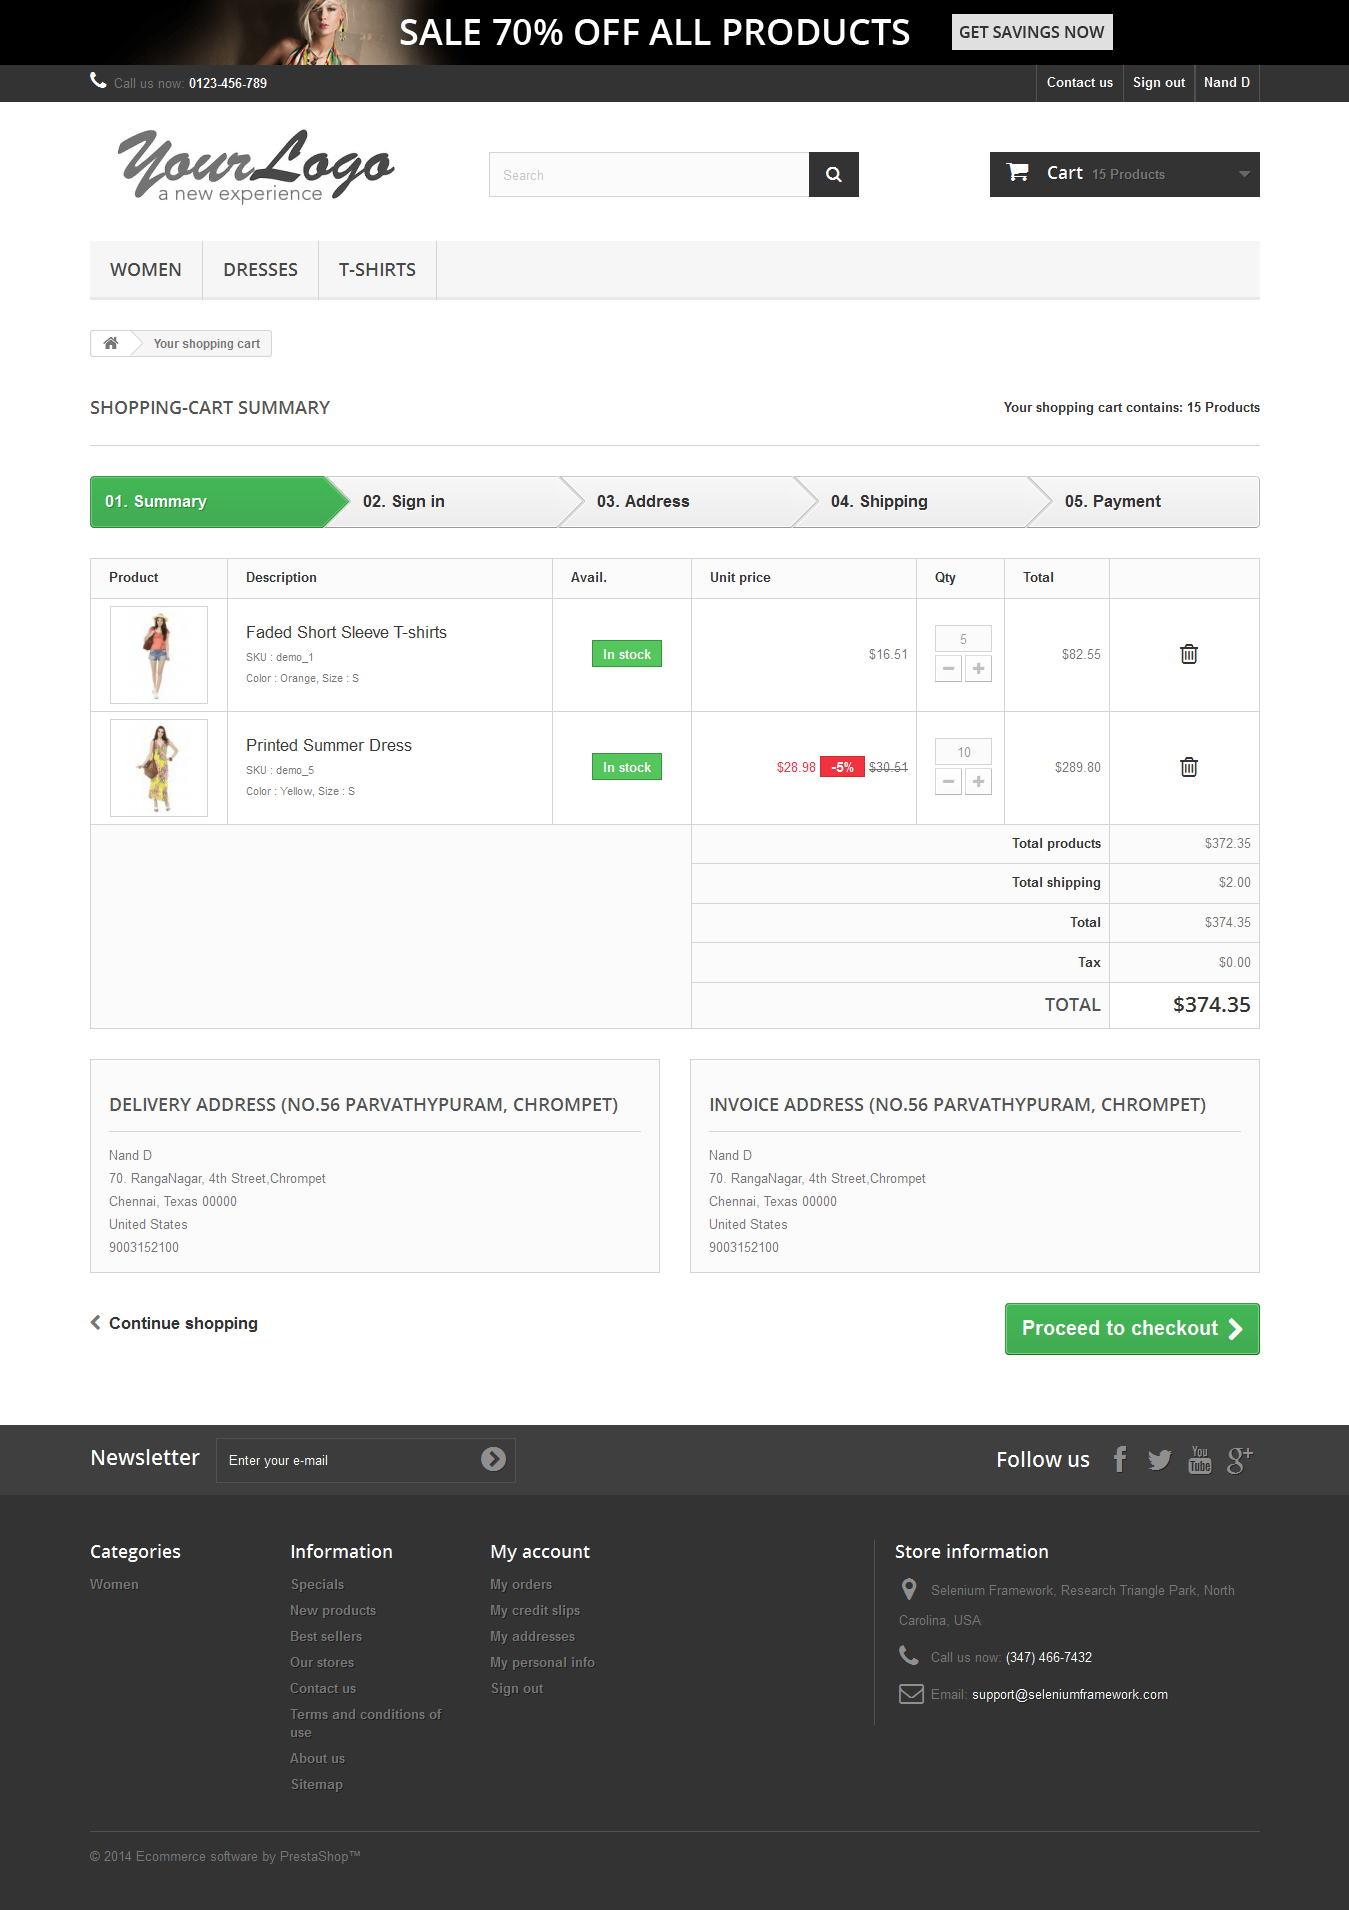 SALE 70% OFF ALL PRODUCTS GET SAVINGS NOW
Call us now: 0123-456-789 Contact us Sign out Nand D
YourLogo
a new experience
Search
Cart 15 Products
WOMEN DRESSES T-SHIRTS
Your shopping cart
SHOPPING-CART SUMMARY Your shopping cart contains: 15 Products
01. Summary 02. Sign in 03. Address 04. Shipping 05. Payment
Product Description Avail. Unit price Qty Total
Faded Short Sleeve T-shirts
SKU : demo_1
Color : Orange, Size : S
In stock $16.51 5 $82.55
Printed Summer Dress
SKU : demo_5
Color : Yellow, Size : S
In stock $28.98 -5% $30.51 10 $289.80
Total products $372.35
Total shipping $2.00
Total $374.35
Tax $0.00
TOTAL $374.35
DELIVERY ADDRESS (NO.56 PARVATHYPURAM, CHROMPET)
Nand D
70. RangaNagar, 4th Street,Chrompet
Chennai, Texas 00000
United States
9003152100
INVOICE ADDRESS (NO.56 PARVATHYPURAM, CHROMPET)
Nand D
70. RangaNagar, 4th Street,Chrompet
Chennai, Texas 00000
United States
9003152100
Continue shopping Proceed to checkout
Newsletter Enter your e-mail Follow us You Tube g+
Categories
Women
Information
Specials
New products
Best sellers
Our stores
Contact us
Terms and conditions of
use
About us
Sitemap
My account
My orders
My credit slips
My addresses
My personal info
Sign out
Store information
Selenium Framework, Research Triangle Park, North
Carolina, USA
Call us now: (347) 466-7432
Email: support@seleniumframework.com
© 2014 Ecommerce software by PrestaShop™